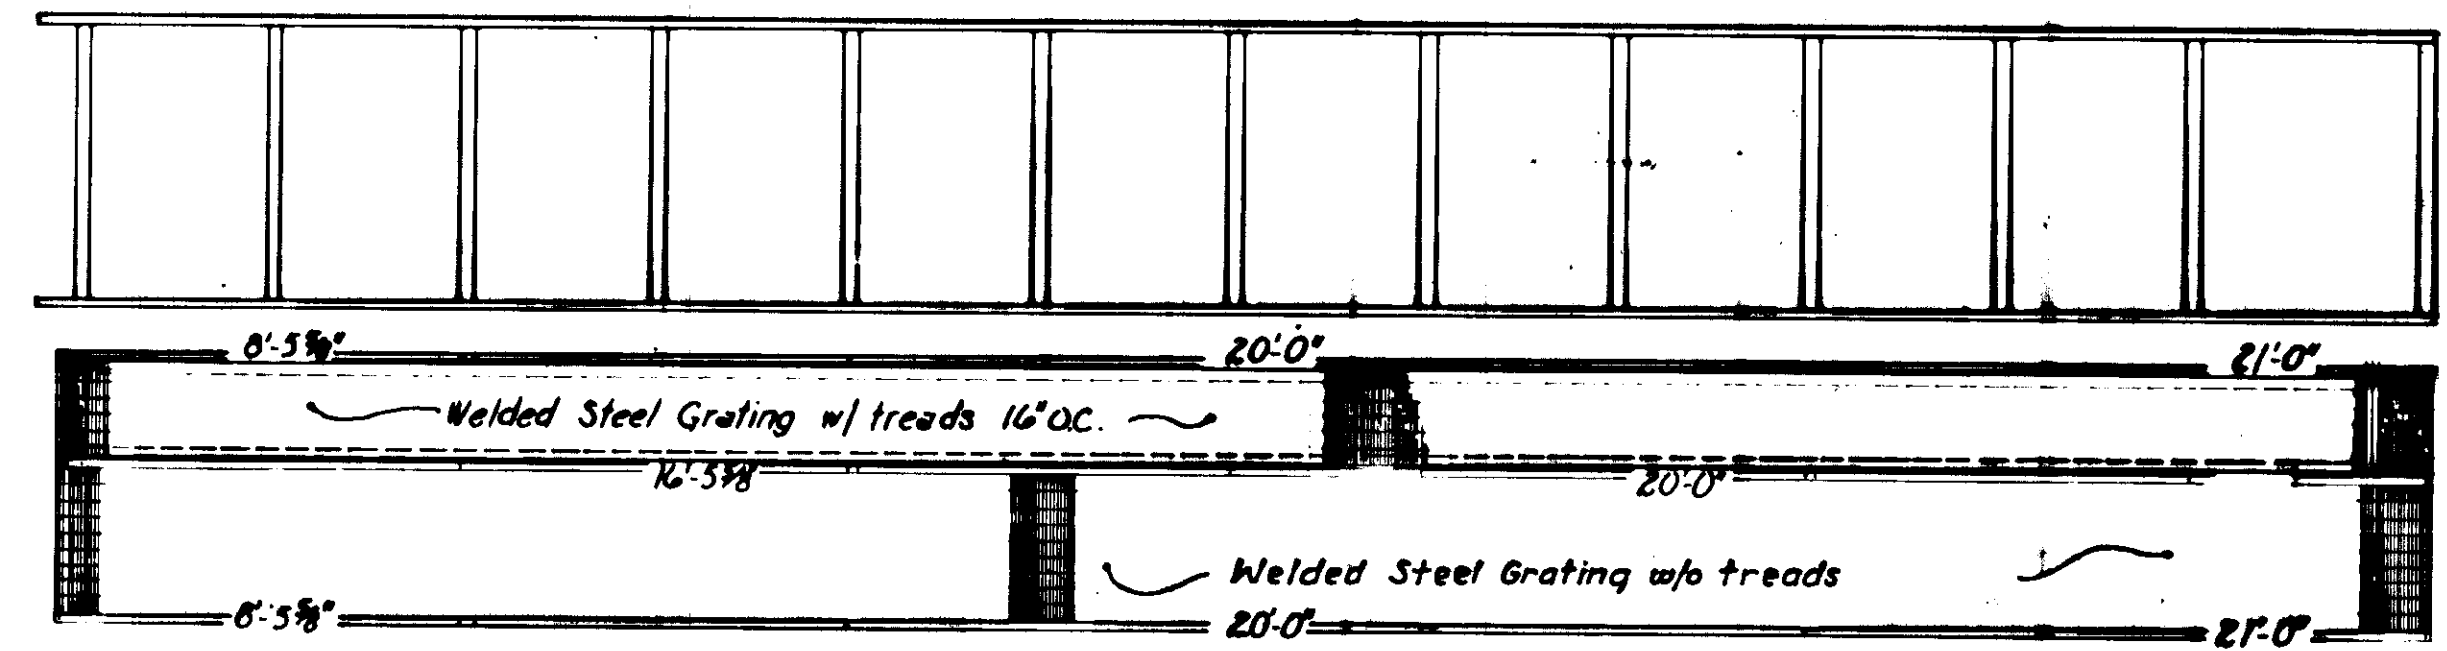 8'-5⅝" 20'-0" 21'-0"
Welded Steel Grating w/ treads 16" O.C.
16'-5⅝" 20'-0"
Welded Steel Grating w/o treads
8'-5⅝" 20'-0" 21'-0"